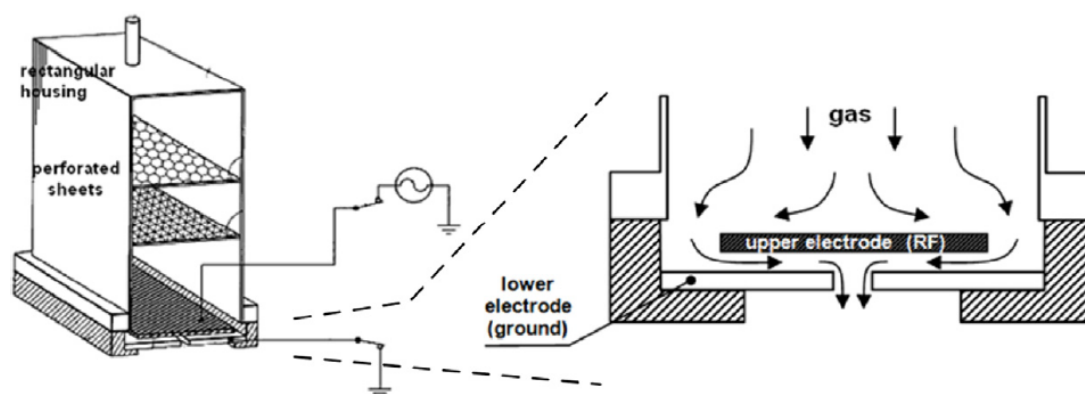 rectangular
housing
perforated
sheets
gas
upper electrode (RF)
lower
electrode
(ground)